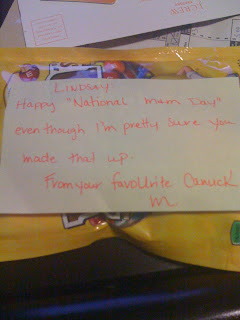 LINDSAY
Happy "National m&m Day"
even though I'm pretty sure you
made that up.
From your favoUrite Canuck
M